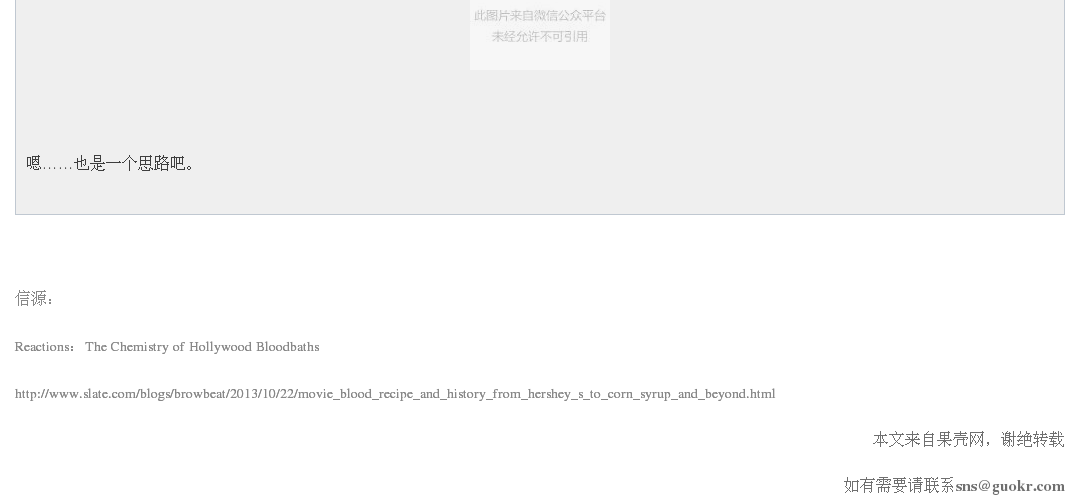 此图片来自微信公众平台
未经允许不可引用
嗯……也是一个思路吧。
信源：
Reactions： The Chemistry of Hollywood Bloodbaths
http://www.slate.com/blogs/browbeat/2013/10/22/movie_blood_recipe_and_history_from_hershey_s_to_corn_syrup_and_beyond.html
本文来自果壳网，谢绝转载
如有需要请联系sns@guokr.com